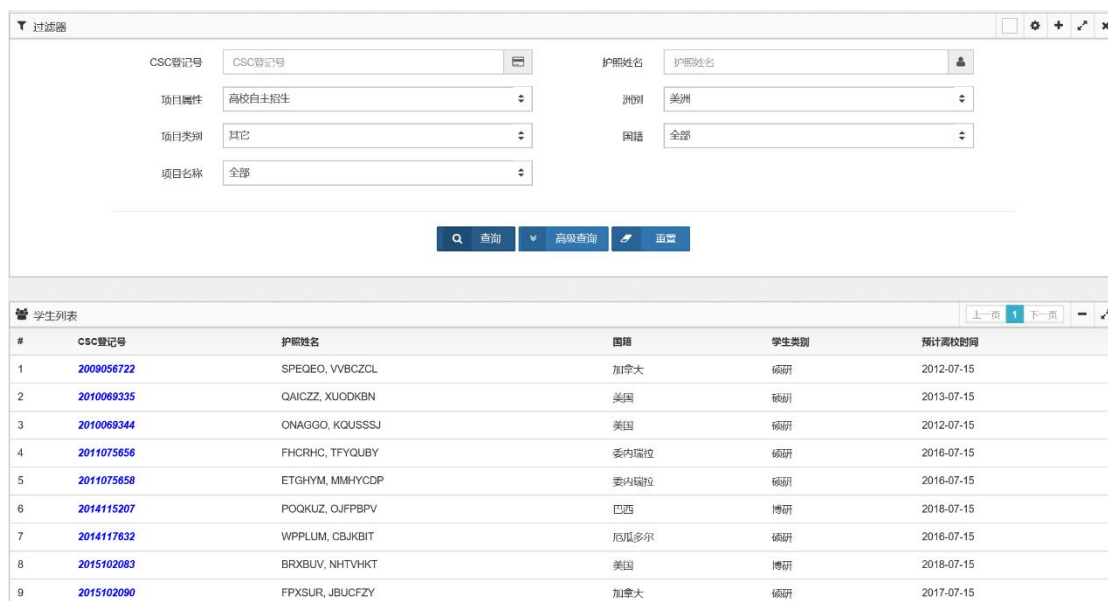 过滤器
CSC登记号 CSC登记号 护照姓名 护照姓名
项目属性 高校自主招生 洲别 美洲
项目类别 其它 国籍 全部
项目名称 全部
查询 高级查询 重置
学生列表 上一页 1 下一页
# CSC登记号 护照姓名 国籍 学生类别 预计离校时间
1 2009056722 SPEQEO, VVBCZCL 加拿大 硕研 2012-07-15
2 2010069335 QAICZZ, XUODKBN 美国 硕研 2013-07-15
3 2010069344 ONAGGO, KQUSSSJ 美国 硕研 2012-07-15
4 2011075656 FHCRHC, TFYQUBY 委内瑞拉 硕研 2016-07-15
5 2011075658 ETGHYM, MMHYCDP 委内瑞拉 硕研 2016-07-15
6 2014115207 POQKUZ, OJFPBPV 巴西 博研 2018-07-15
7 2014117632 WPPLUM, CBJKBIT 厄瓜多尔 硕研 2016-07-15
8 2015102083 BRXBUV, NHTVHKT 美国 博研 2018-07-15
9 2015102090 FPXSUR, JBUCFZY 加拿大 硕研 2017-07-15